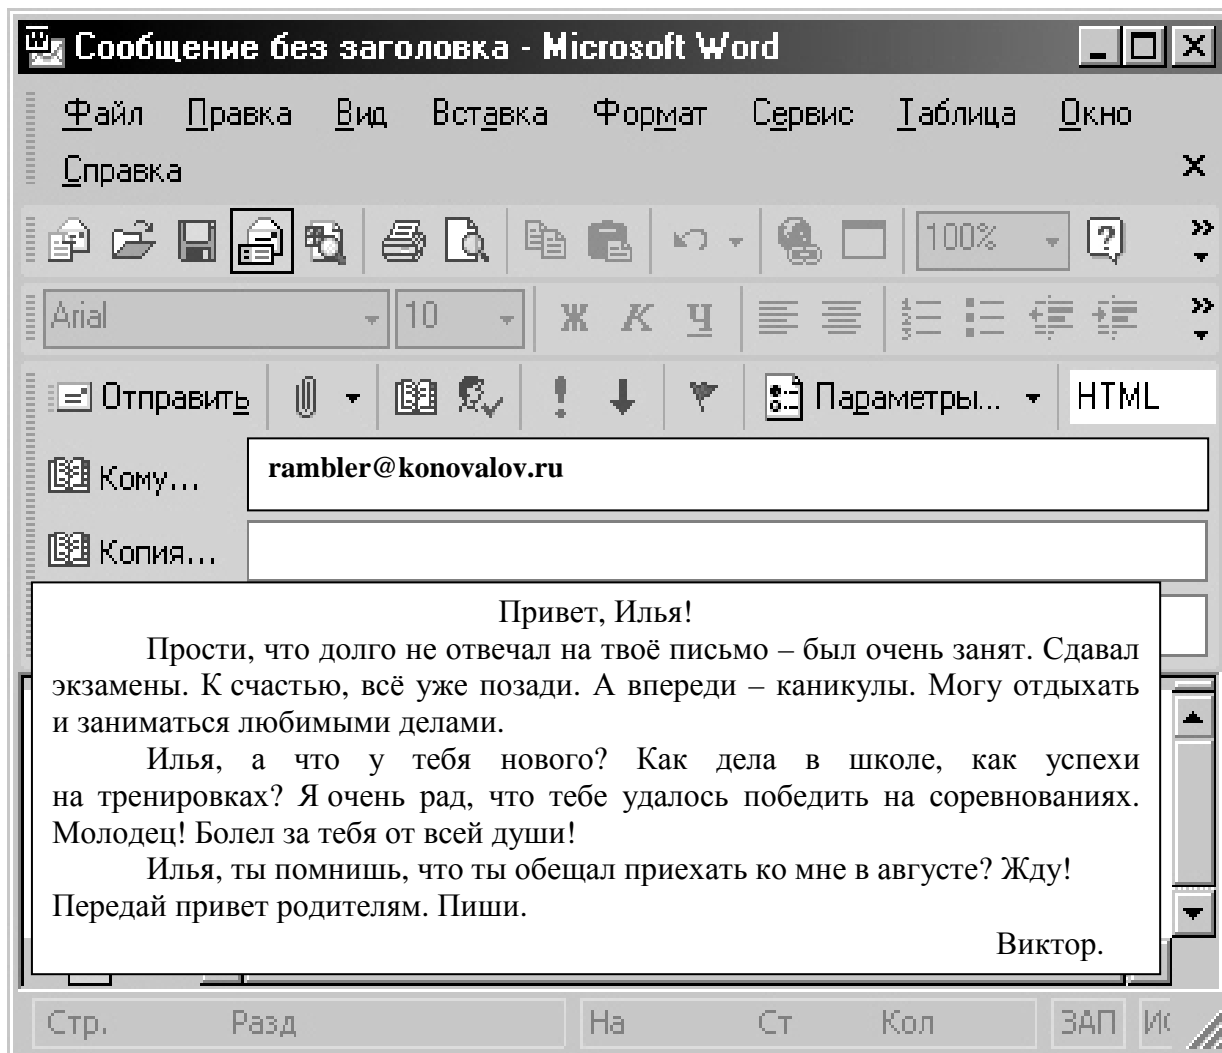 Сообщение без заголовка - Microsoft Word
Файл Правка Вид Вставка Формат Сервис Таблица Окно
Справка
100%
Arial 10 Ж К Ч
Отправить Параметры... HTML
Кому... rambler@konovalov.ru
Копия...
Привет, Илья!
Прости, что долго не отвечал на твоё письмо – был очень занят. Сдавал
экзамены. К счастью, всё уже позади. А впереди – каникулы. Могу отдыхать
и заниматься любимыми делами.
Илья, а что у тебя нового? Как дела в школе, как успехи
на тренировках? Я очень рад, что тебе удалось победить на соревнованиях.
Молодец! Болел за тебя от всей души!
Илья, ты помнишь, что ты обещал приехать ко мне в августе? Жду!
Передай привет родителям. Пиши.
Виктор.
Стр. Разд На Ст Кол ЗАП